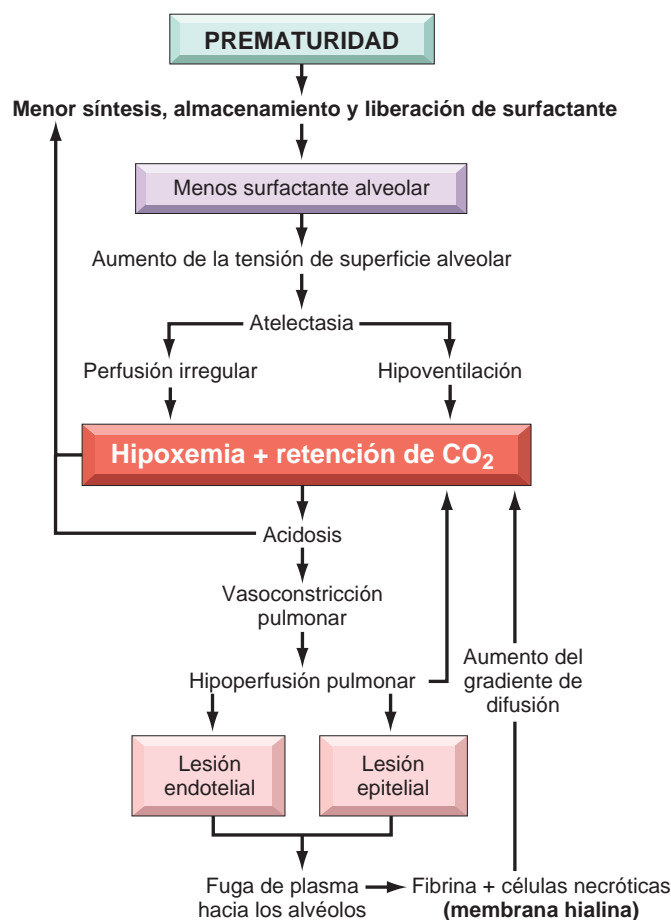 PREMATURIDAD
Menor síntesis, almacenamiento y liberación de surfactante
Menos surfactante alveolar
Aumento de la tensión de superficie alveolar
Atelectasia
Perfusión irregular
Hipoventilación
Hipoxemia + retención de CO₂
Acidosis
Vasoconstricción
pulmonar
Hipoperfusión pulmonar
Aumento del
gradiente de
difusión
Lesión
endotelial
Lesión
epitelial
Fuga de plasma
hacia los alvéolos
Fibrina + células necróticas
(membrana hialina)